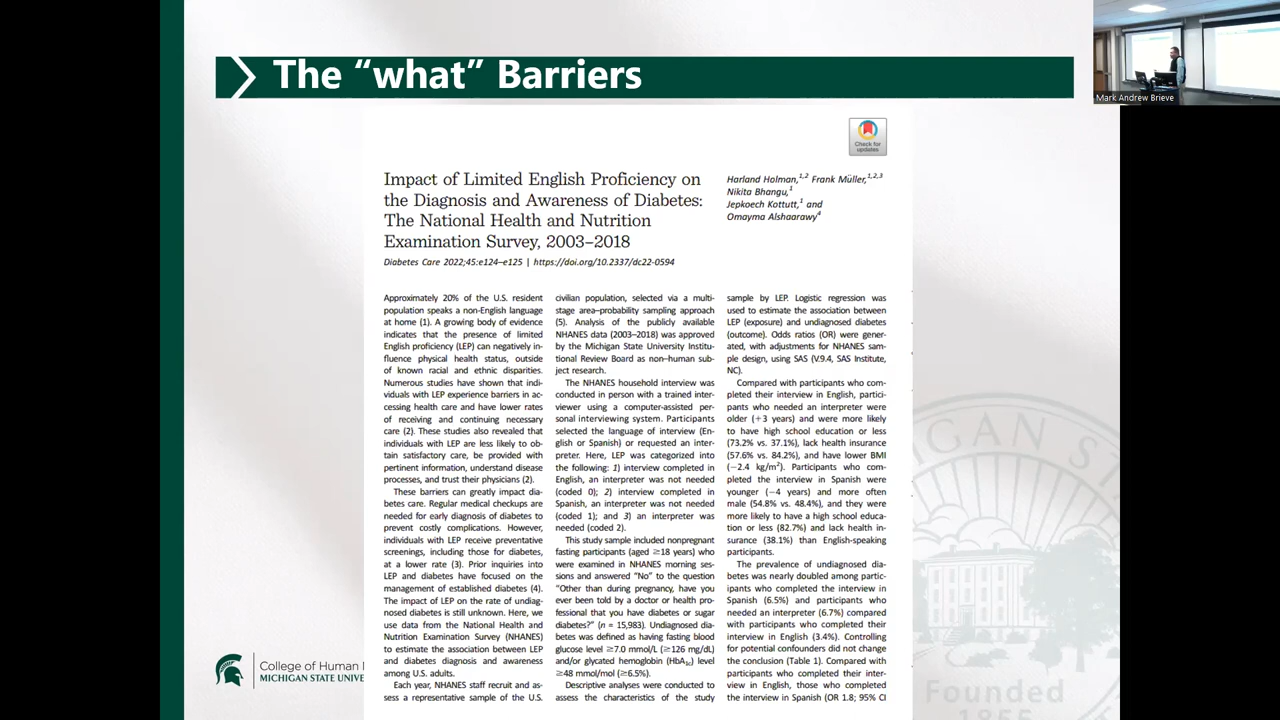 The “what” Barriers
Mark Andrew Brieve
Check for
updates
Impact of Limited English Proficiency on
the Diagnosis and Awareness of Diabetes:
The National Health and Nutrition
Examination Survey, 2003–2018
Diabetes Care 2022;45:e124–e125 | https://doi.org/10.2337/dc22-0594
Harland Holman,1,2 Frank Müller,1,2,3
Nikita Bhangu,1
Jepkoech Kottutt,1 and
Omayma Alshaarawy4
Approximately 20% of the U.S. resident
population speaks a non-English language
at home (1). A growing body of evidence
indicates that the presence of limited
English proficiency (LEP) can negatively in-
fluence physical health status, outside
of known racial and ethnic disparities.
Numerous studies have shown that indi-
viduals with LEP experience barriers in ac-
cessing health care and have lower rates
of receiving and continuing necessary
care (2). These studies also revealed that
individuals with LEP are less likely to ob-
tain satisfactory care, be provided with
pertinent information, understand disease
processes, and trust their physicians (2).
These barriers can greatly impact dia-
betes care. Regular medical checkups are
needed for early diagnosis of diabetes to
prevent costly complications. However,
individuals with LEP receive preventative
screenings, including those for diabetes,
at a lower rate (3). Prior inquiries into
LEP and diabetes have focused on the
management of established diabetes (4).
The impact of LEP on the rate of undiag-
nosed diabetes is still unknown. Here, we
use data from the National Health and
Nutrition Examination Survey (NHANES)
to estimate the association between LEP
and diabetes diagnosis and awareness
among U.S. adults.
Each year, NHANES staff recruit and as-
sess a representative sample of the U.S.
civilian population, selected via a multi-
stage area–probability sampling approach
(5). Analysis of the publicly available
NHANES data (2003–2018) was approved
by the Michigan State University Institu-
tional Review Board as non–human sub-
ject research.
The NHANES household interview was
conducted in person with a trained inter-
viewer using a computer-assisted per-
sonal interviewing system. Participants
selected the language of interview (En-
glish or Spanish) or requested an inter-
preter. Here, LEP was categorized into
the following: 1) interview completed in
English, an interpreter was not needed
(coded 0); 2) interview completed in
Spanish, an interpreter was not needed
(coded 1); and 3) an interpreter was
needed (coded 2).
This study sample included nonpregnant
fasting participants (aged ≥18 years) who
were examined in NHANES morning ses-
sions and answered “No” to the question
“Other than during pregnancy, have you
ever been told by a doctor or health pro-
fessional that you have diabetes or sugar
diabetes?” (n = 15,983). Undiagnosed dia-
betes was defined as having fasting blood
glucose level ≥7.0 mmol/L (≥126 mg/dL)
and/or glycated hemoglobin (HbA1c) level
≥48 mmol/mol (≥6.5%).
Descriptive analyses were conducted to
assess the characteristics of the study
sample by LEP. Logistic regression was
used to estimate the association between
LEP (exposure) and undiagnosed diabetes
(outcome). Odds ratios (OR) were gener-
ated, with adjustments for NHANES sam-
ple design, using SAS (V.9.4, SAS Institute,
NC).
Compared with participants who com-
pleted their interview in English, partici-
pants who needed an interpreter were
older (+3 years) and were more likely
to have high school education or less
(73.2% vs. 37.1%), lack health insurance
(57.6% vs. 84.2%), and have lower BMI
(−2.4 kg/m2). Participants who com-
pleted the interview in Spanish were
younger (−4 years) and more often
male (54.8% vs. 48.4%), and they were
more likely to have a high school educa-
tion or less (82.7%) and lack health in-
surance (38.1%) than English-speaking
participants.
The prevalence of undiagnosed dia-
betes was nearly doubled among partic-
ipants who completed the interview in
Spanish (6.5%) and participants who
needed an interpreter (6.7%) compared
with participants who completed their
interview in English (3.4%). Controlling
for potential confounders did not change
the conclusion (Table 1). Compared with
participants who completed their inter-
view in English, those who completed
the interview in Spanish (OR 1.8; 95% CI
College of Human
MICHIGAN STATE UNIVE
MICHIGAN ST
Founded
1855